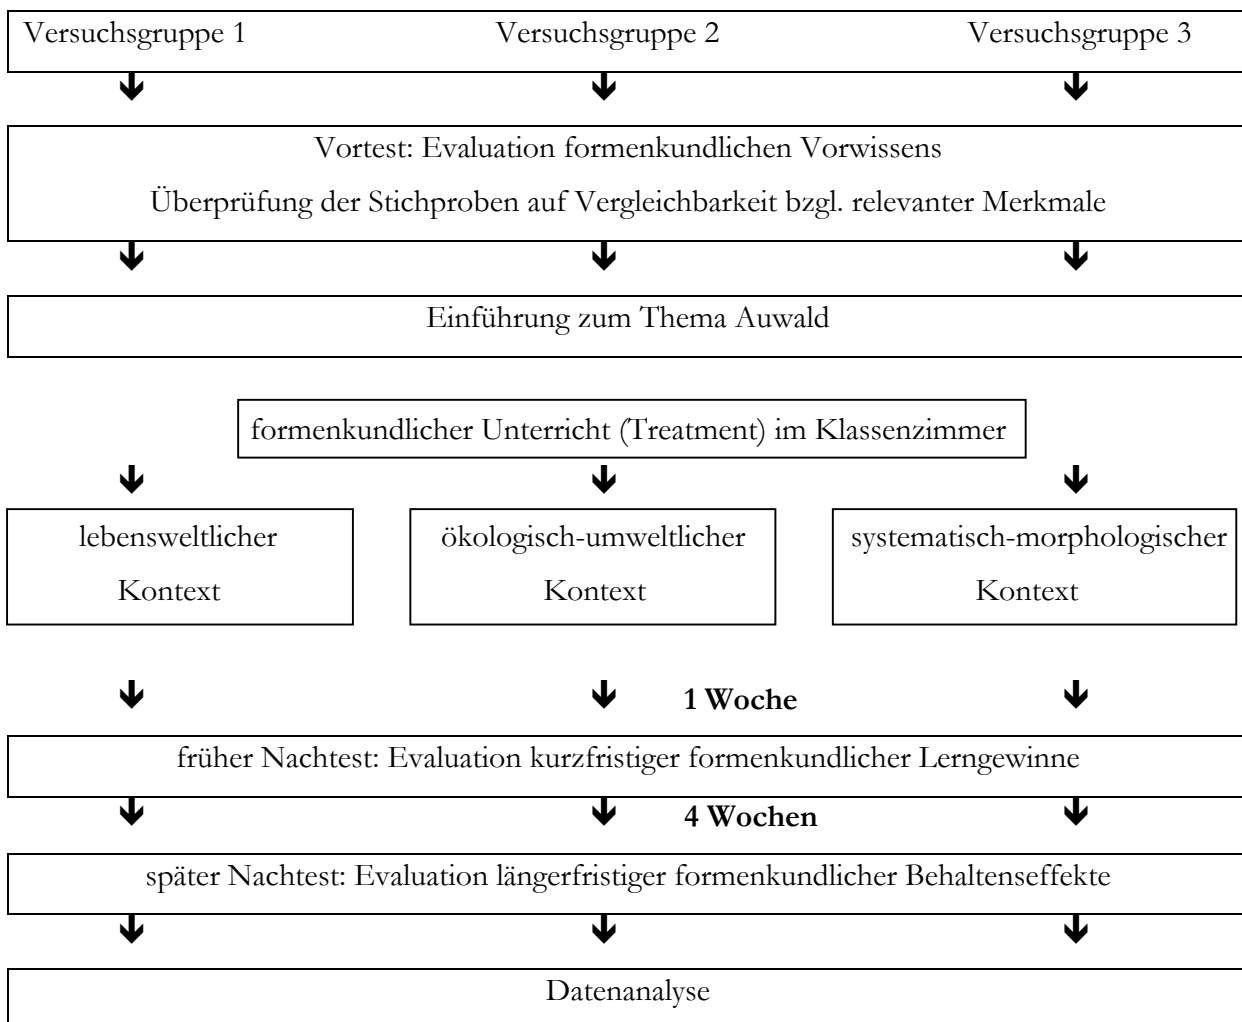 Versuchsgruppe 1 Versuchsgruppe 2 Versuchsgruppe 3
Vortest: Evaluation formenkundlichen Vorwissens
Überprüfung der Stichproben auf Vergleichbarkeit bzgl. relevanter Merkmale
Einführung zum Thema Auwald
formenkundlicher Unterricht (Treatment) im Klassenzimmer
lebensweltlicher
Kontext
ökologisch-umweltlicher
Kontext
systematisch-morphologischer
Kontext
1 Woche
früher Nachtest: Evaluation kurzfristiger formenkundlicher Lerngewinne
4 Wochen
später Nachtest: Evaluation längerfristiger formenkundlicher Behaltenseffekte
Datenanalyse